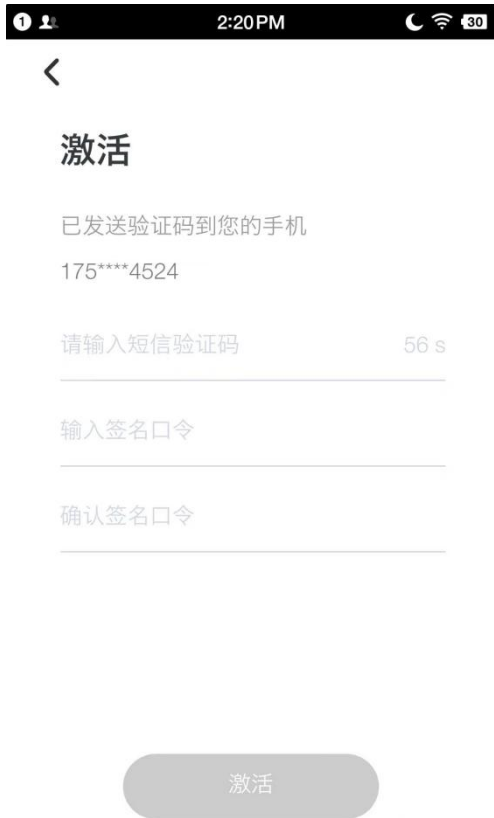 1 2:20PM 30
激活
已发送验证码到您的手机
175****4524
请输入短信验证码 56 s
输入签名口令
确认签名口令
激活